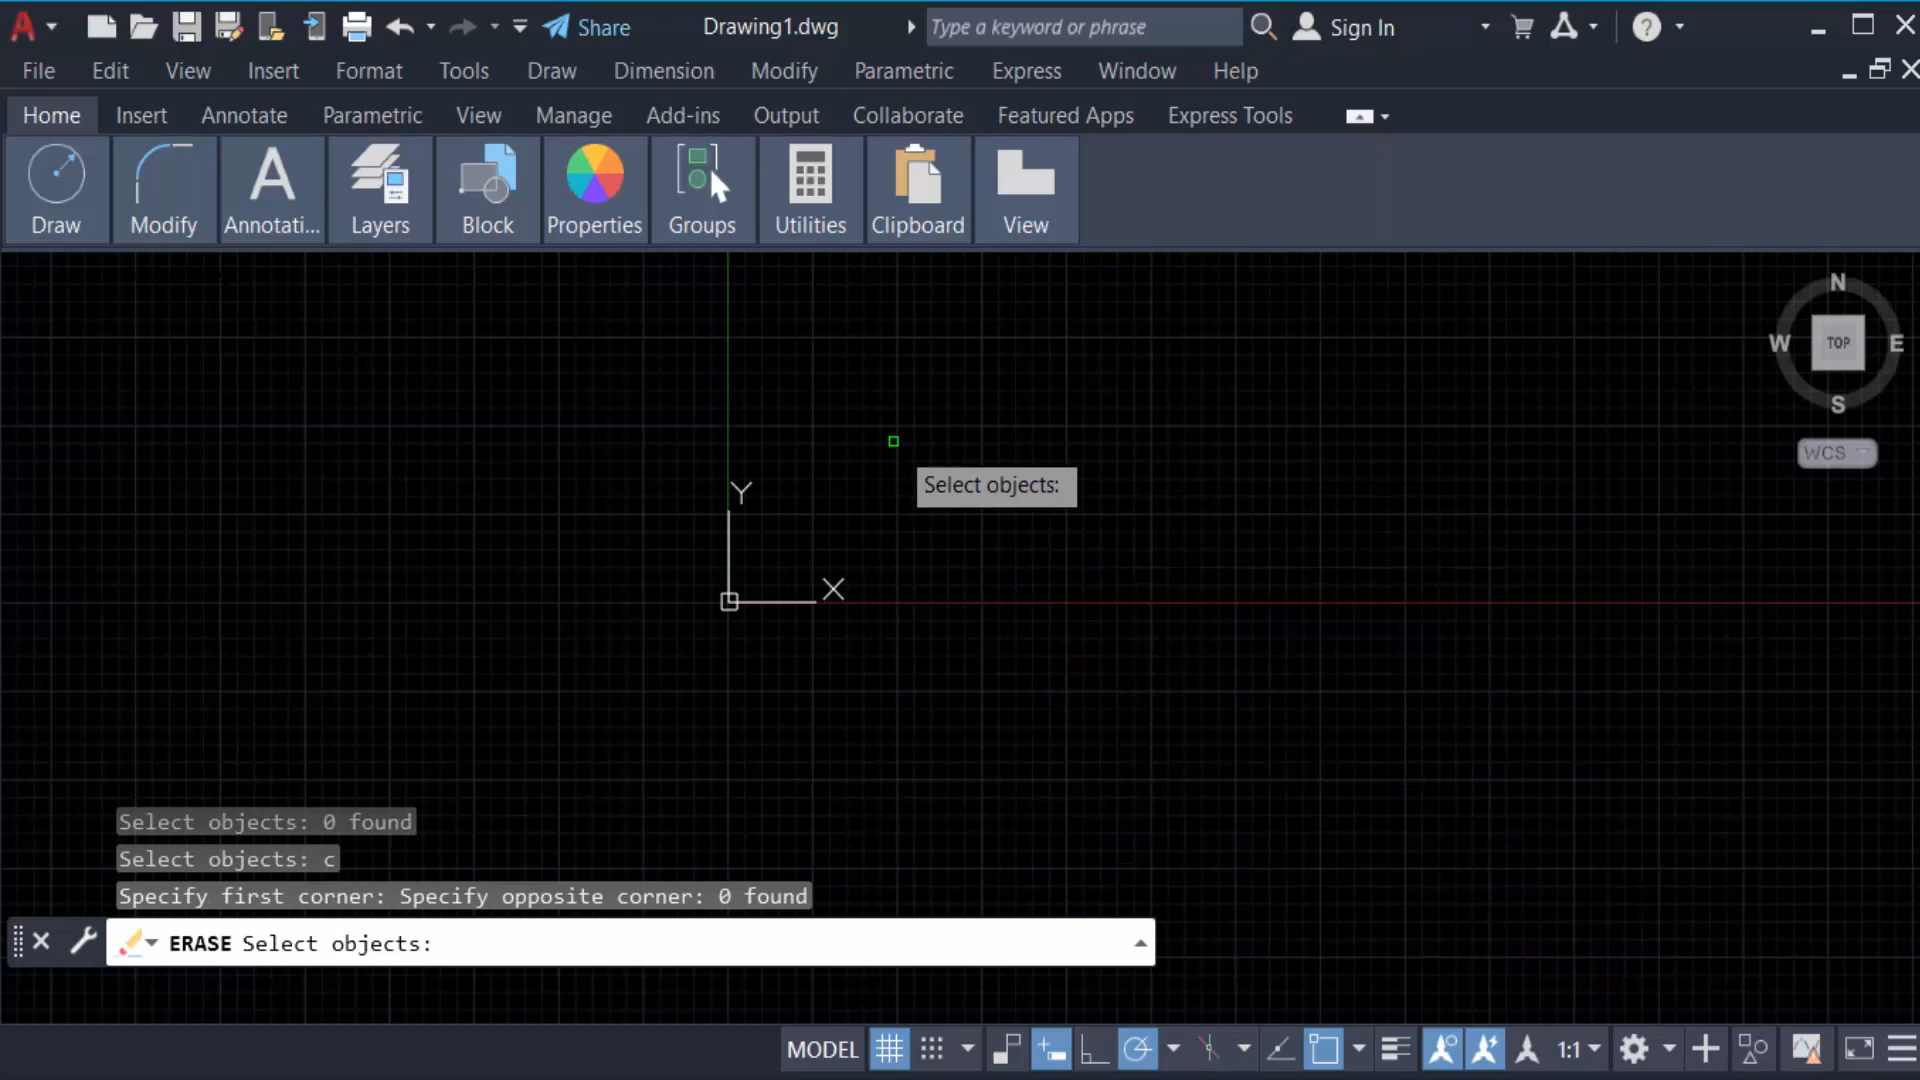 Share Drawing1.dwg Type a keyword or phrase Sign In
File Edit View Insert Format Tools Draw Dimension Modify Parametric Express Window Help
Home Insert Annotate Parametric View Manage Add-ins Output Collaborate Featured Apps Express Tools
Draw Modify Annotati... Layers Block Properties Groups Utilities Clipboard View
N
W TOP E
S
WCS
Select objects:
Y
X
Select objects: 0 found
Select objects: c
Specify first corner: Specify opposite corner: 0 found
ERASE Select objects:
MODEL 1:1